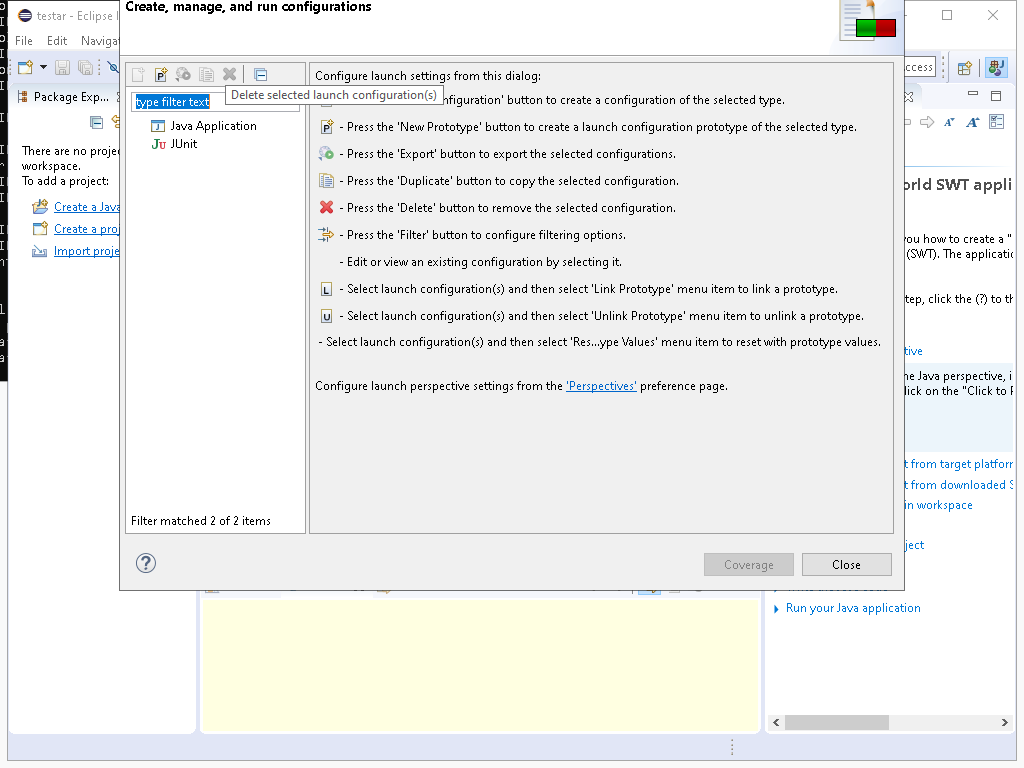 Create, manage, and run configurations
testar - Eclipse I
File Edit Naviga
Package Exp...
ccess
There are no proje
workspace.
To add a project:
Create a Java
Create a proj
Import proje
type filter text
Java Application
Ju JUnit
Filter matched 2 of 2 items
Configure launch settings from this dialog:
Delete selected launch configuration(s)
nfiguration' button to create a configuration of the selected type.
- Press the 'New Prototype' button to create a launch configuration prototype of the selected type.
- Press the 'Export' button to export the selected configurations.
- Press the 'Duplicate' button to copy the selected configuration.
- Press the 'Delete' button to remove the selected configuration.
- Press the 'Filter' button to configure filtering options.
- Edit or view an existing configuration by selecting it.
L - Select launch configuration(s) and then select 'Link Prototype' menu item to link a prototype.
U - Select launch configuration(s) and then select 'Unlink Prototype' menu item to unlink a prototype.
- Select launch configuration(s) and then select 'Res...ype Values' menu item to reset with prototype values.
Configure launch perspective settings from the 'Perspectives' preference page.
Coverage
Close
orld SWT appli
you how to create a "
(SWT). The applicatio
tep, click the (?) to th
tive
he Java perspective, i
lick on the "Click to P
t from target platform
t from downloaded S
in workspace
ject
Run your Java application